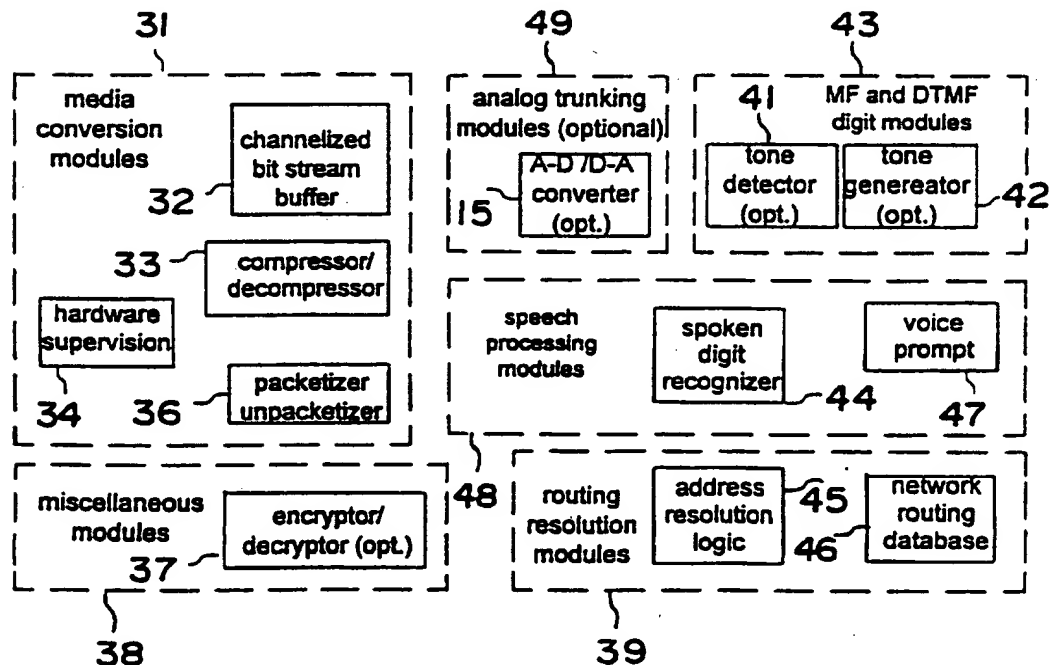 31
49
43
media
conversion
modules
channelized
bit stream
buffer
32
33
compressor/
decompressor
hardware
supervision
34
36
packetizer
unpacketizer
analog trunking
modules (optional)
A-D /D-A
converter
(opt.)
15
41
MF and DTMF
digit modules
tone
detector
(opt.)
tone
genereator
(opt.)
42
speech
processing
modules
spoken
digit
recognizer
44
voice
prompt
47
48
miscellaneous
modules
encryptor/
decryptor (opt.)
37
38
routing
resolution
modules
address
resolution
logic
45
46
network
routing
database
39